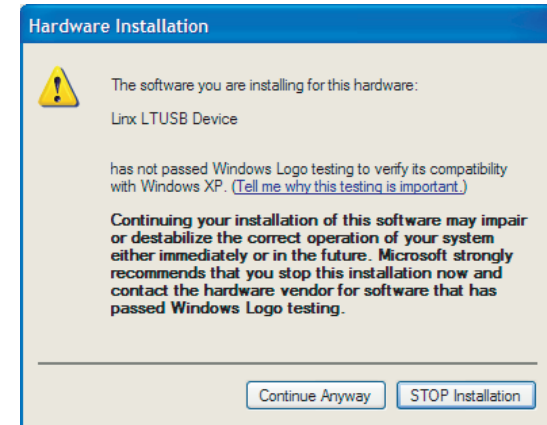 Hardware Installation
The software you are installing for this hardware:
Linx LTUSB Device
has not passed Windows Logo testing to verify its compatibility
with Windows XP. (Tell me why this testing is important.)
Continuing your installation of this software may impair
or destabilize the correct operation of your system
either immediately or in the future. Microsoft strongly
recommends that you stop this installation now and
contact the hardware vendor for software that has
passed Windows Logo testing.
Continue Anyway STOP Installation